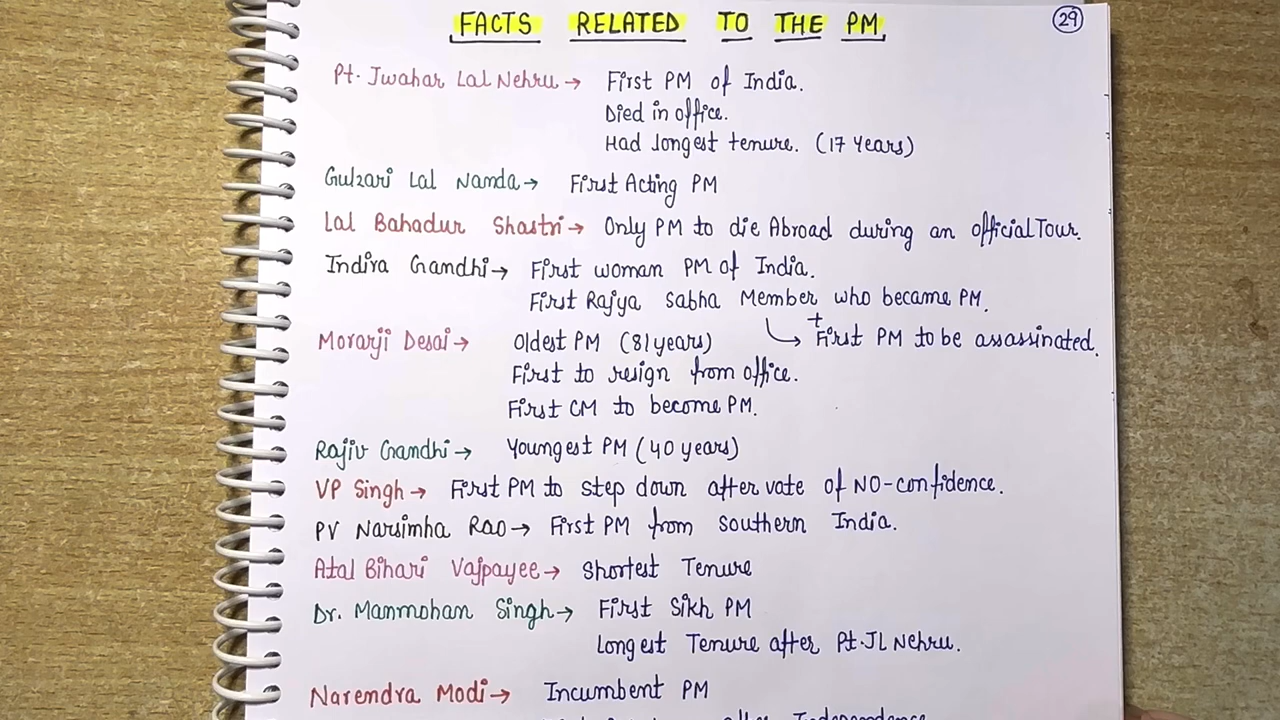 FACTS RELATED TO THE PM
29
Pt. Jwahar Lal Nehru → First PM of India.
Died in office.
Had longest tenure. (17 Years)
Gulzari Lal Nanda → First Acting PM
Lal Bahadur Shastri → Only PM to die Abroad during an official Tour.
Indira Gandhi → First woman PM of India.
First Rajya Sabha Member who became PM.
+ First PM to be assassinated.
Morarji Desai → Oldest PM (81 years)
First to resign from office.
First CM to become PM.
Rajiv Gandhi → Youngest PM (40 years)
VP Singh → First PM to step down after vote of NO-confidence.
PV Narsimha Rao → First PM from Southern India.
Atal Bihari Vajpayee → Shortest Tenure
Dr. Manmohan Singh → First Sikh PM
Longest Tenure after Pt. JL Nehru.
Narendra Modi → Incumbent PM
after Independence